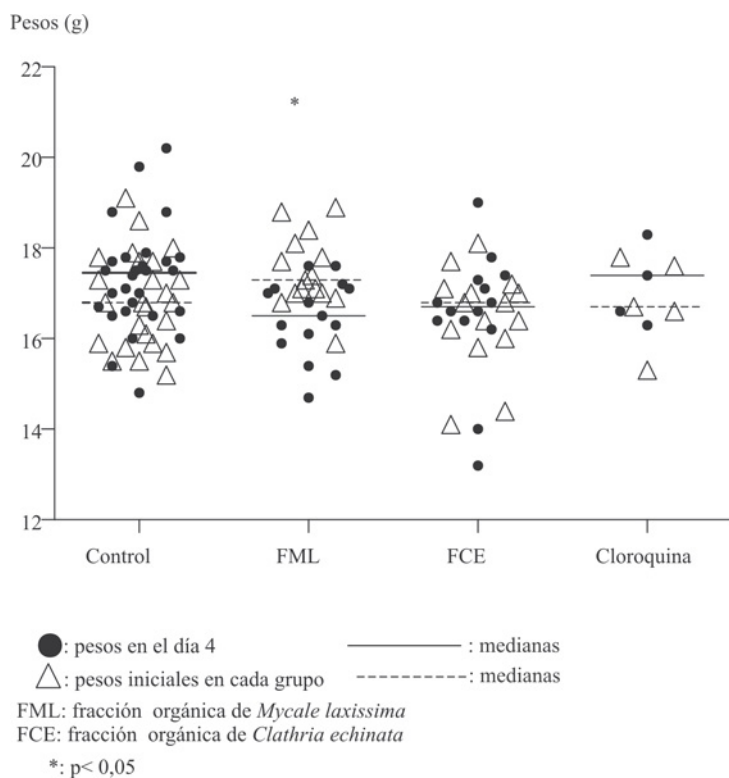 Pesos (g)
22
20
18
16
14
12
*
Control FML FCE Cloroquina
: pesos en el día 4 : medianas
: pesos iniciales en cada grupo : medianas
FML: fracción orgánica de Mycale laxissima
FCE: fracción orgánica de Clathria echinata
*: p< 0,05